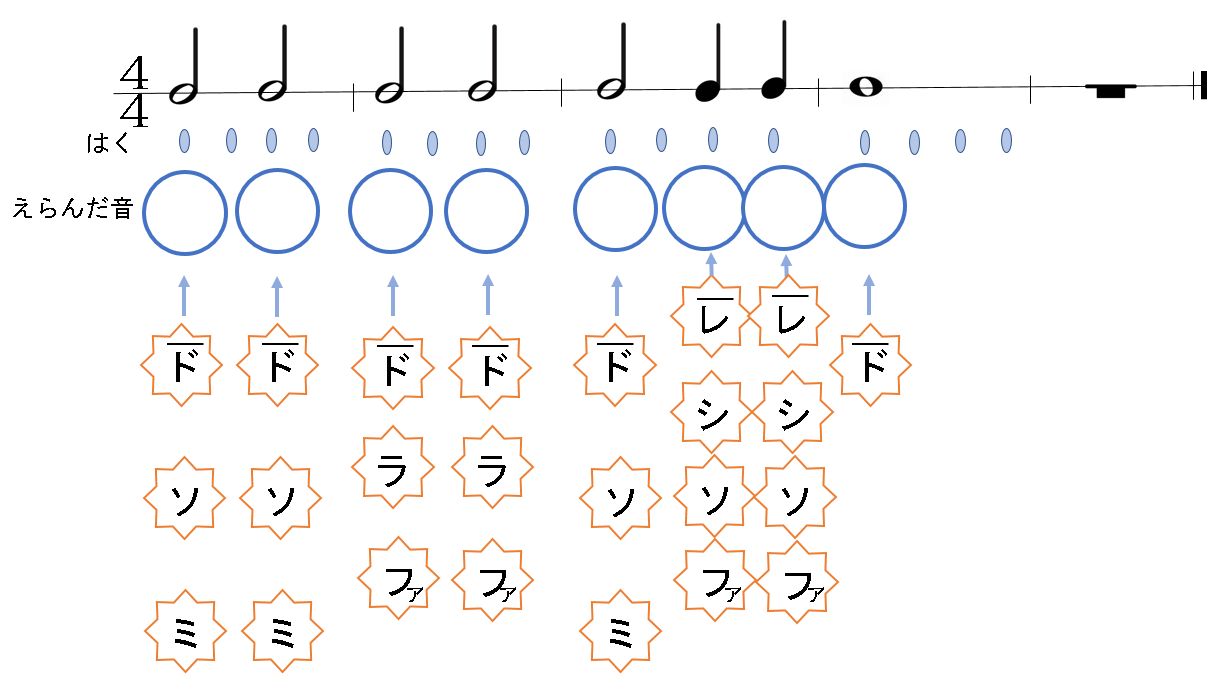 4
4
はく
えらんだ音
レ レ
ド ド ド ド ド ド
シ シ
ラ ラ
ソ ソ ソ ソ ソ
ファ ファ ファ ファ
ミ ミ ミ